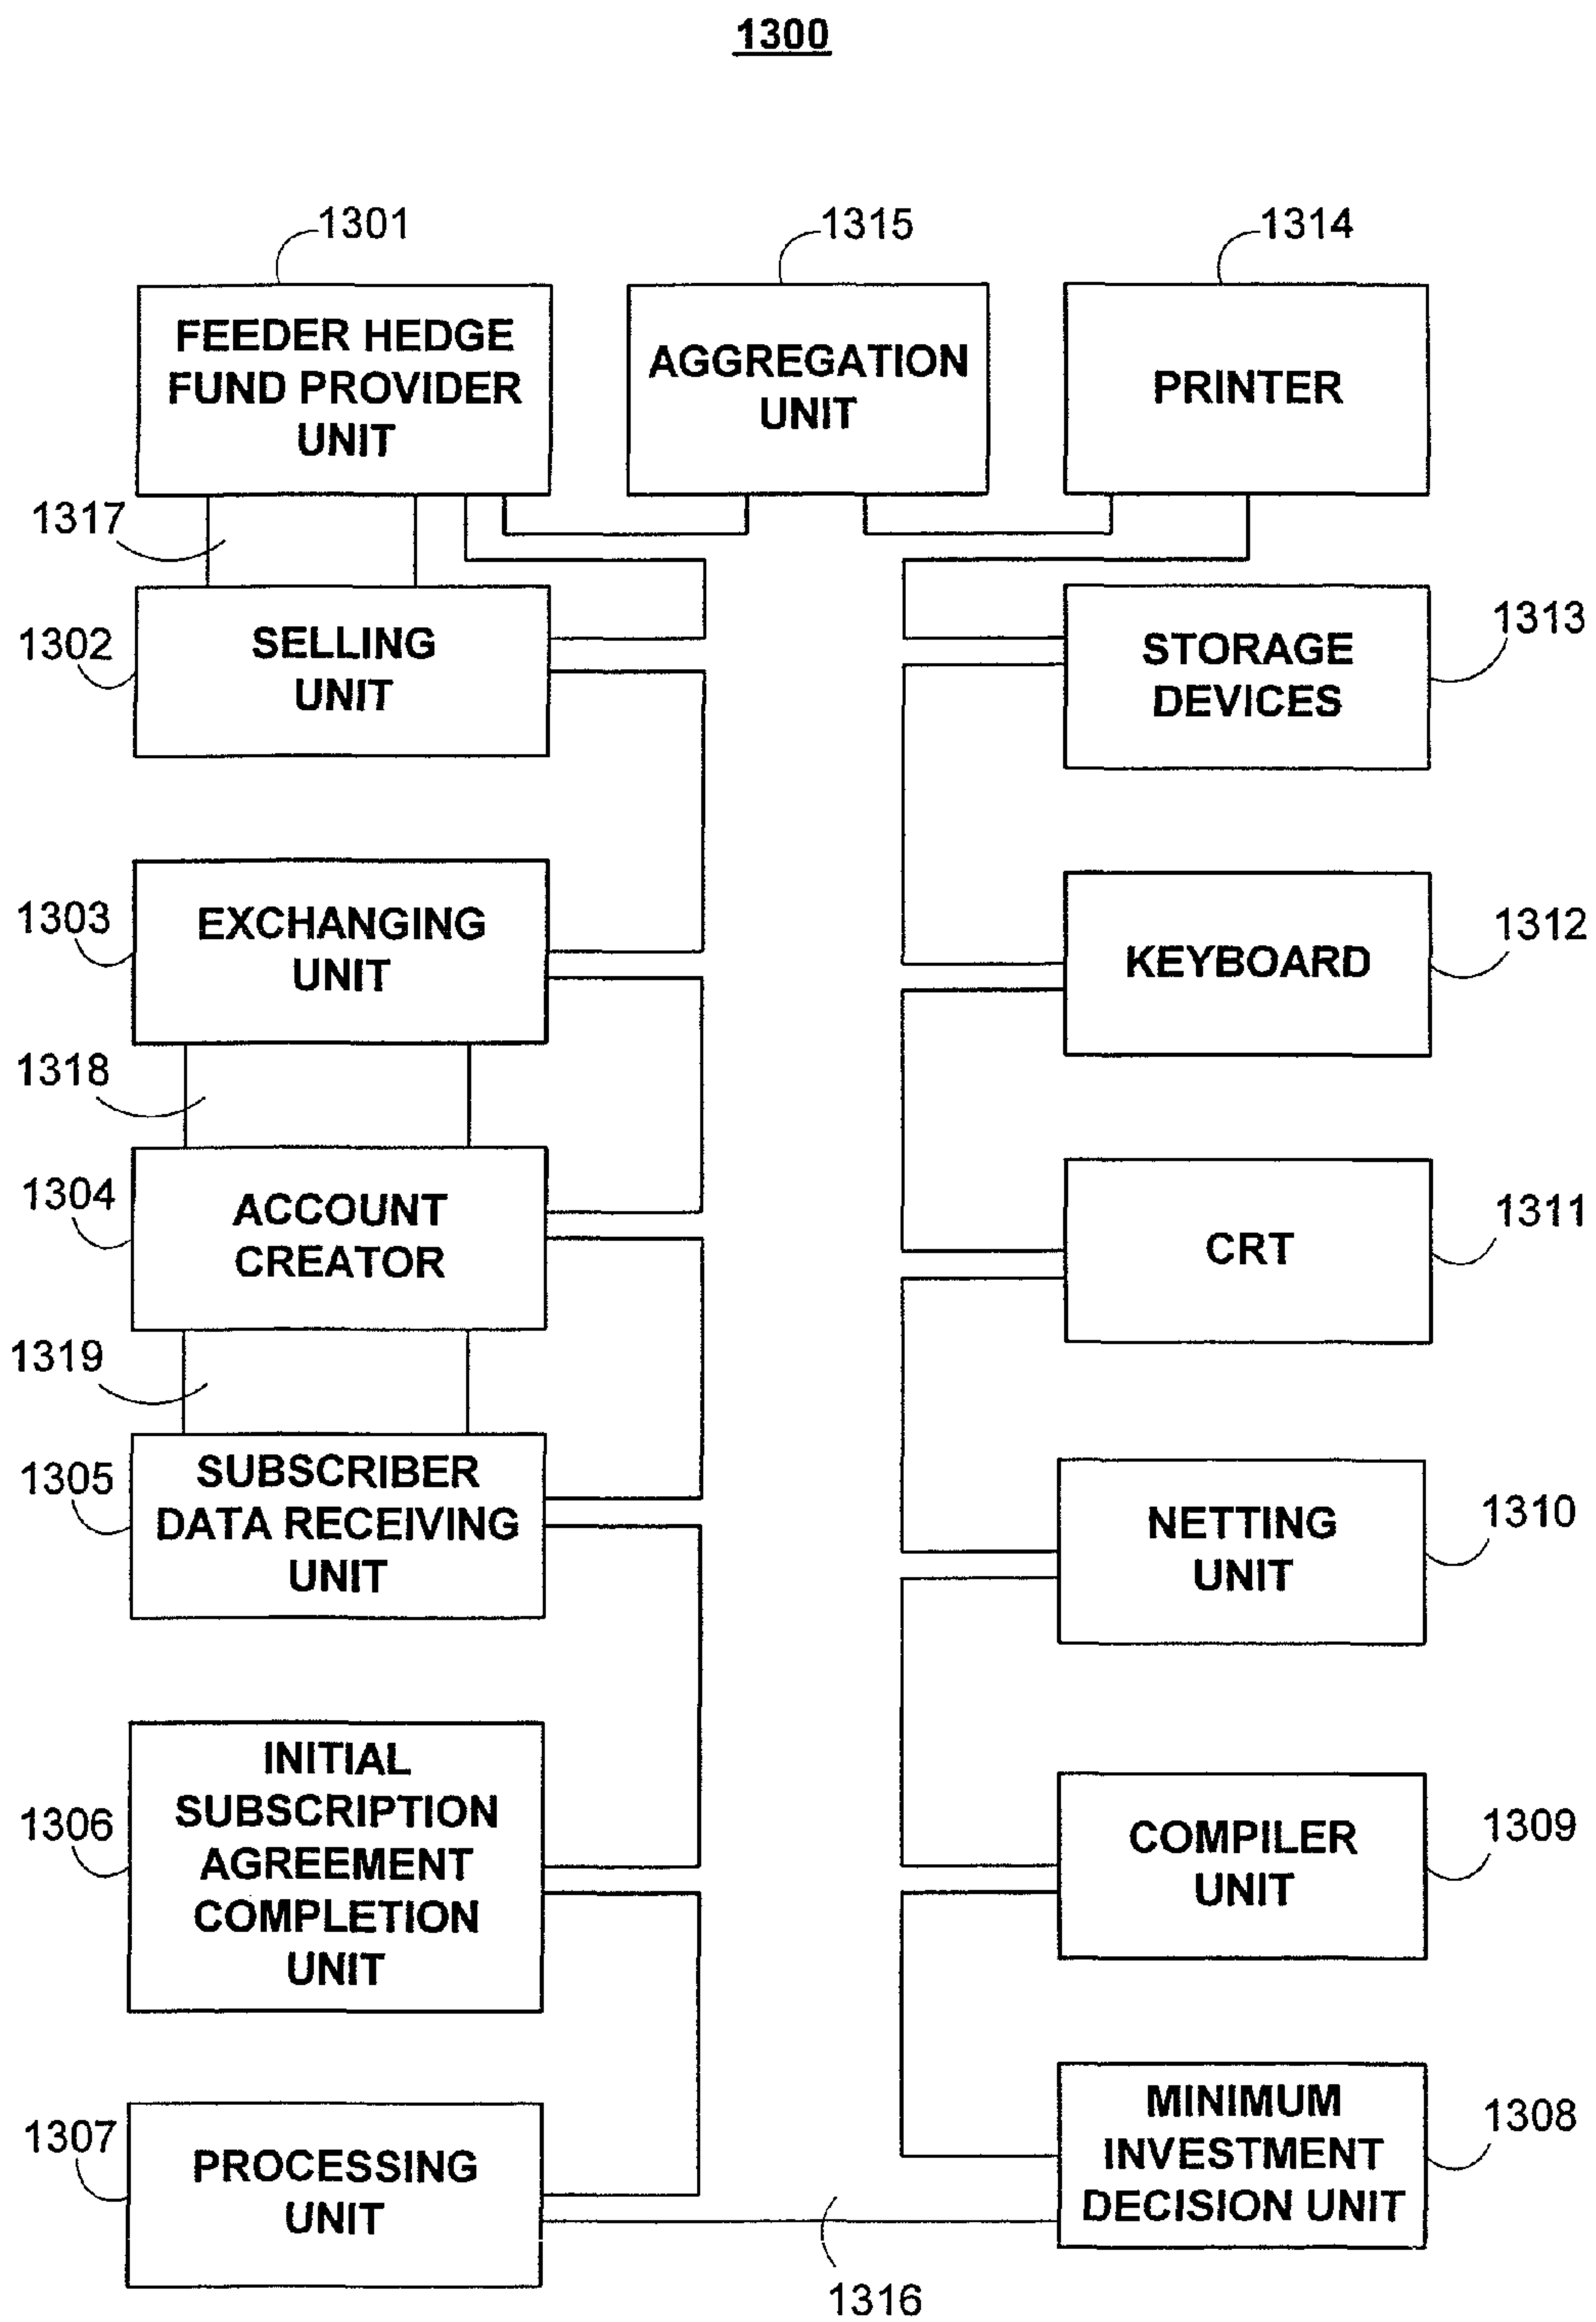 1300
1301
1315
1314
FEEDER HEDGE
FUND PROVIDER
UNIT
AGGREGATION
UNIT
PRINTER
1317
1302
SELLING
UNIT
STORAGE
DEVICES
1313
1303
EXCHANGING
UNIT
KEYBOARD
1312
1318
1304
ACCOUNT
CREATOR
CRT
1311
1319
1305
SUBSCRIBER
DATA RECEIVING
UNIT
NETTING
UNIT
1310
1306
INITIAL
SUBSCRIPTION
AGREEMENT
COMPLETION
UNIT
COMPILER
UNIT
1309
1307
PROCESSING
UNIT
MINIMUM
INVESTMENT
DECISION UNIT
1308
1316